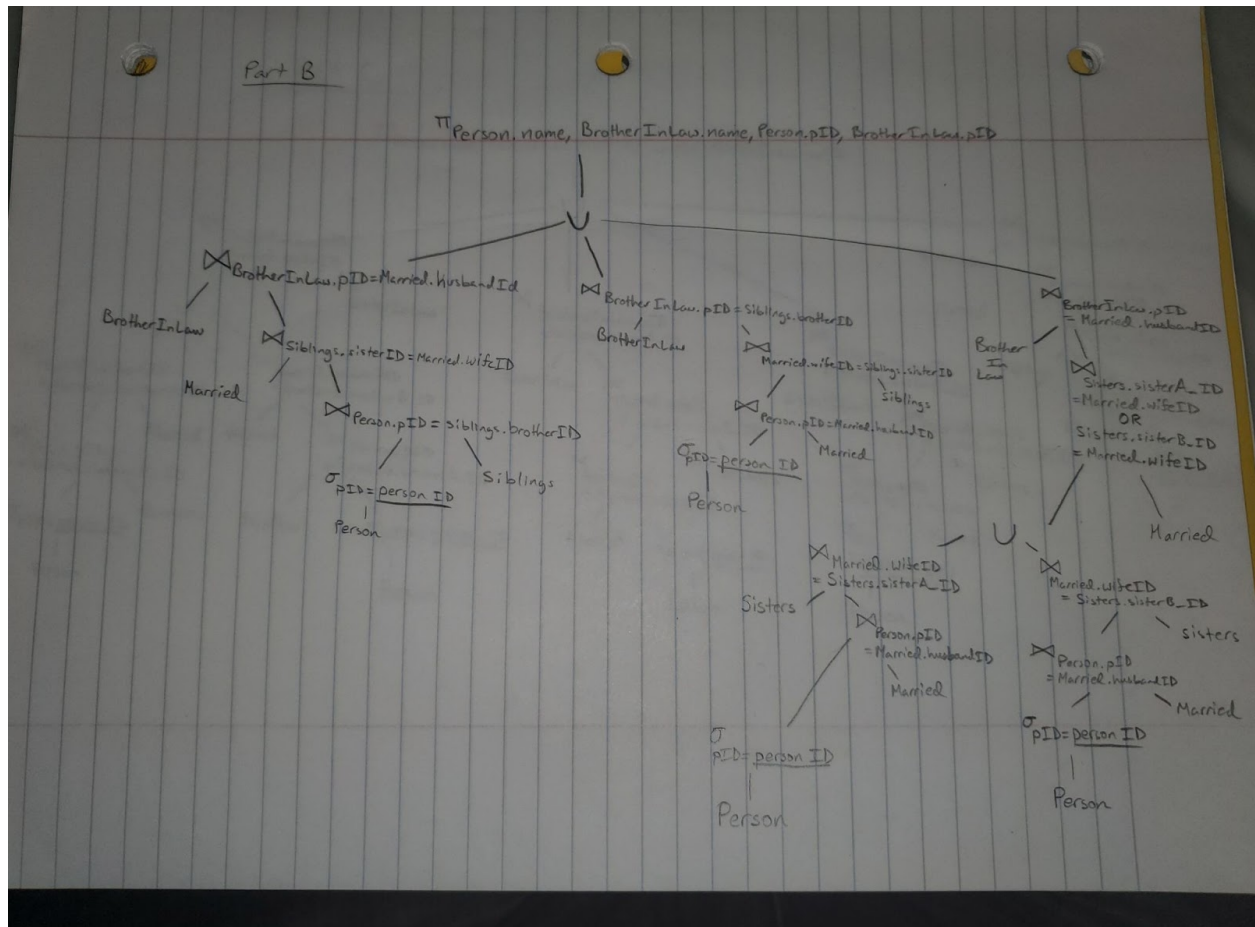 Part B
π Person.name, BrotherInLaw.name, Person.pID, BrotherInLaw.pID
∪
⋈ BrotherInLaw.pID=Married.husbandId
BrotherInLaw
⋈ Siblings.sisterID=Married.wifeID
Married
⋈ Person.pID=Siblings.brotherID
σ pID=person ID
Person
Siblings
⋈ BrotherInLaw.pID=Siblings.brotherID
BrotherInLaw
⋈ Married.wifeID=Siblings.sisterID
Siblings
⋈ Person.pID=Married.husbandID
σ pID=person ID
Person
Married
⋈ BrotherInLaw.pID
=Married.husbandID
Brother
In
Law
⋈ Sisters.sisterA_ID
=Married.wifeID
OR
Sisters.sisterB_ID
=Married.wifeID
Married
∪
⋈ Married.wifeID
=Sisters.sisterA_ID
Sisters
⋈ Person.pID
=Married.husbandID
Married
σ
pID=person ID
Person
⋈ Married.wifeID
=Sisters.sisterB_ID
sisters
⋈ Person.pID
=Married.husbandID
Married
σ pID=person ID
Person